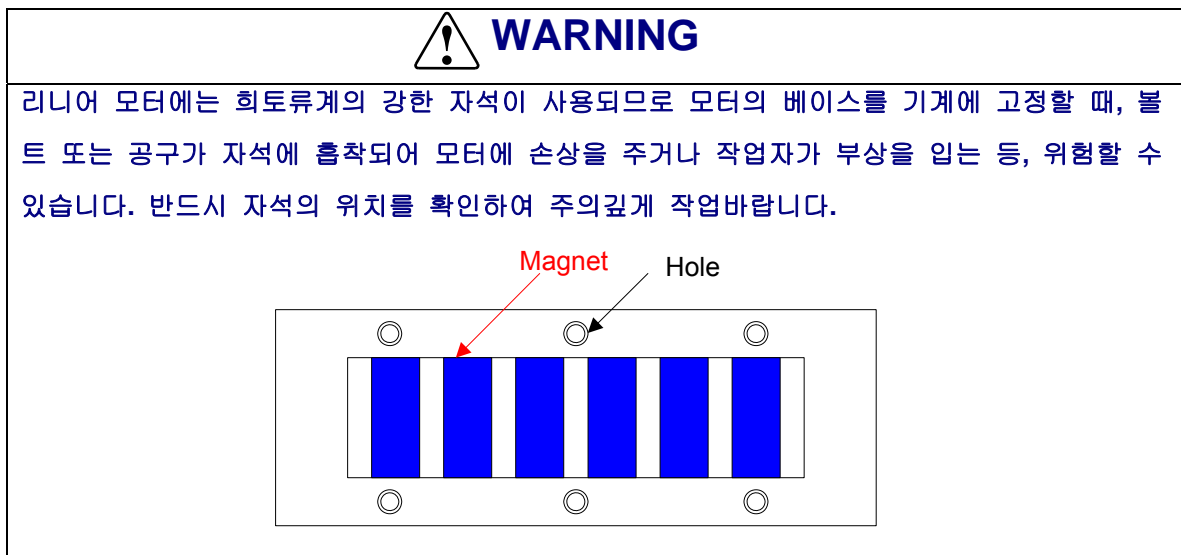 WARNING
리니어 모터에는 희토류계의 강한 자석이 사용되므로 모터의 베이스를 기계에 고정할 때, 볼
트 또는 공구가 자석에 흡착되어 모터에 손상을 주거나 작업자가 부상을 입는 등, 위험할 수
있습니다. 반드시 자석의 위치를 확인하여 주의깊게 작업바랍니다.
Magnet
Hole